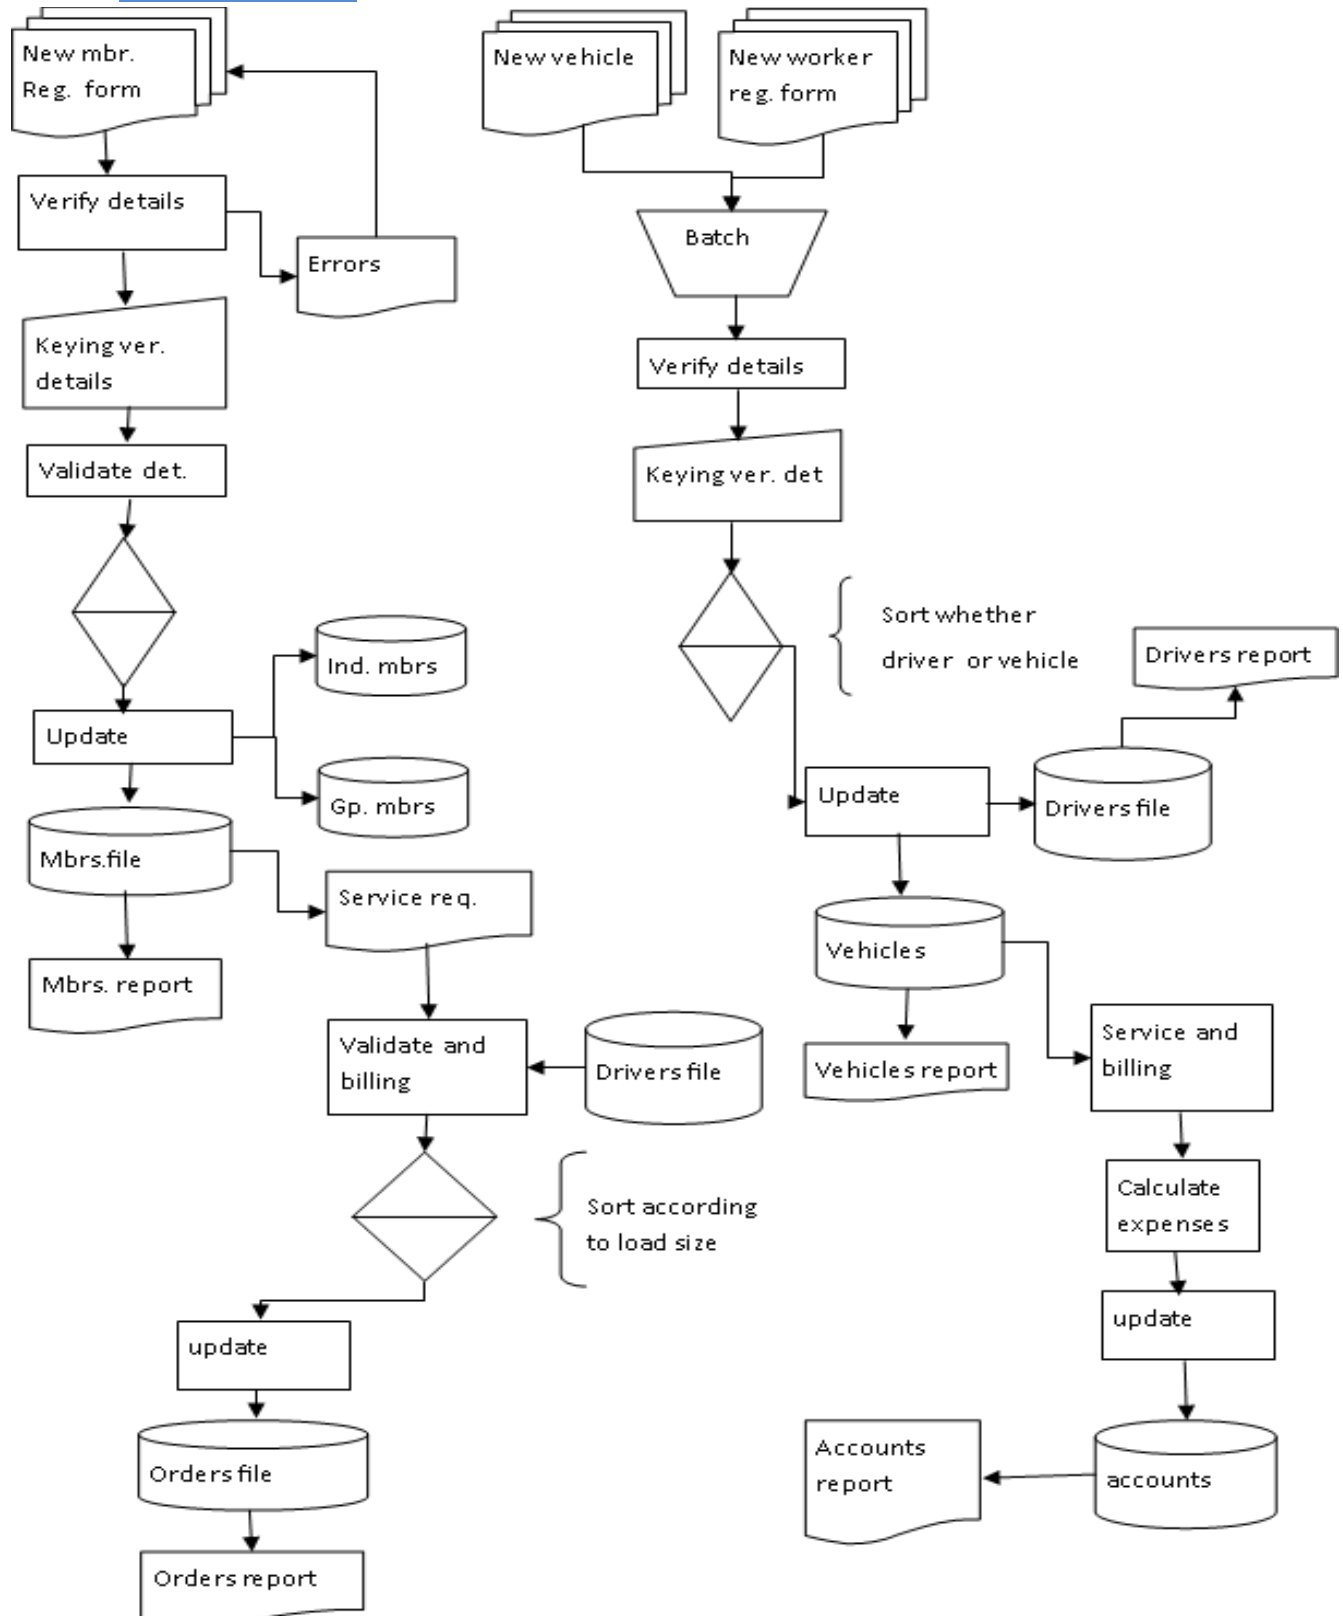 New mbr.
Reg. form
Verify details
Errors
Keying ver.
details
Validate det.
Ind. mbrs
Update
Gp. mbrs
Mbrs.file
Service req.
Mbrs. report
Validate and
billing
Drivers file
Sort according
to load size
update
Orders file
Orders report
New vehicle
New worker
reg. form
Batch
Verify details
Keying ver. det
Sort whether
driver or vehicle
Drivers report
Update
Drivers file
Vehicles
Vehicles report
Service and
billing
Calculate
expenses
update
accounts
Accounts
report